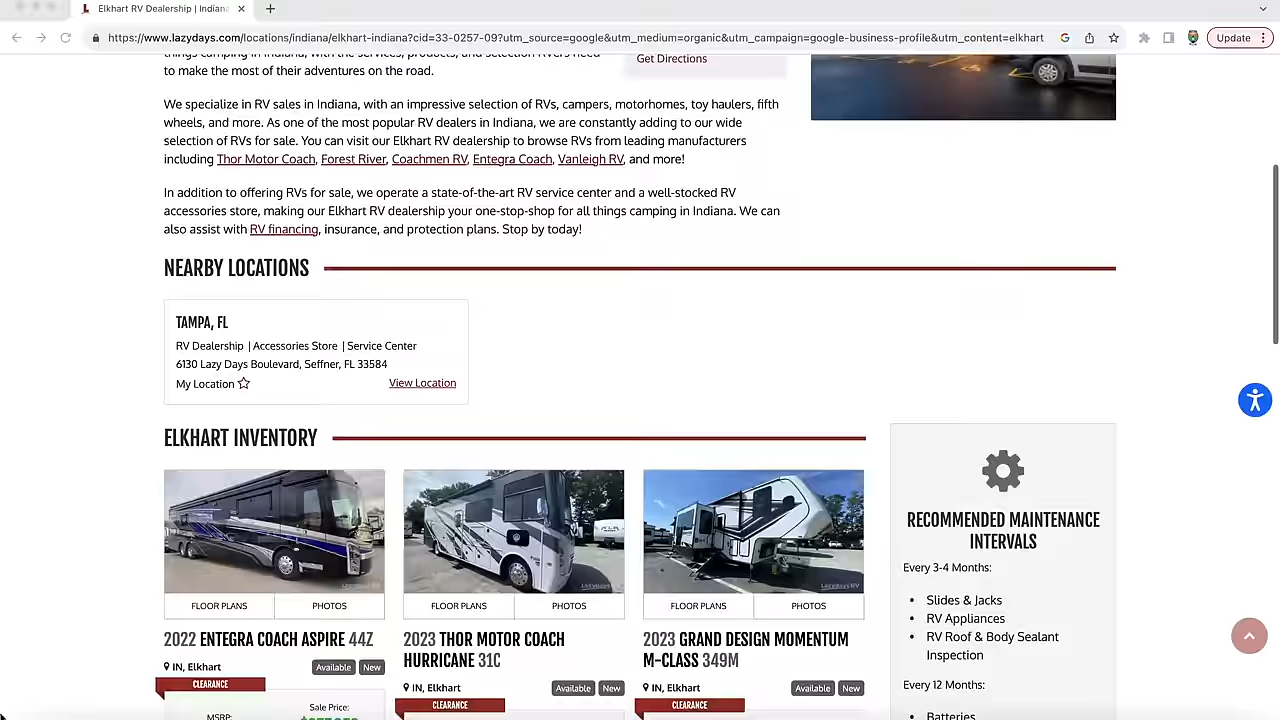 Elkhart RV Dealership | Indiana
https://www.lazydays.com/locations/indiana/elkhart-indiana?cid=33-0257-09?utm_source=google&utm_medium=organic&utm_campaign=google-business-profile&utm_content=elkhart
Update
things camping in Indiana, with the services, products, and selection RVers need
to make the most of their adventures on the road.
Get Directions
We specialize in RV sales in Indiana, with an impressive selection of RVs, campers, motorhomes, toy haulers, fifth
wheels, and more. As one of the most popular RV dealers in Indiana, we are constantly adding to our wide
selection of RVs for sale. You can visit our Elkhart RV dealership to browse RVs from leading manufacturers
including Thor Motor Coach, Forest River, Coachmen RV, Entegra Coach, Vanleigh RV, and more!
In addition to offering RVs for sale, we operate a state-of-the-art RV service center and a well-stocked RV
accessories store, making our Elkhart RV dealership your one-stop-shop for all things camping in Indiana. We can
also assist with RV financing, insurance, and protection plans. Stop by today!
NEARBY LOCATIONS
TAMPA, FL
RV Dealership | Accessories Store | Service Center
6130 Lazy Days Boulevard, Seffner, FL 33584
My Location View Location
ELKHART INVENTORY
FLOOR PLANS PHOTOS
2022 ENTEGRA COACH ASPIRE 44Z
IN, Elkhart Available New
CLEARANCE
MSRP: Sale Price:
FLOOR PLANS PHOTOS
2023 THOR MOTOR COACH
HURRICANE 31C
IN, Elkhart Available New
CLEARANCE
FLOOR PLANS PHOTOS
2023 GRAND DESIGN MOMENTUM
M-CLASS 349M
IN, Elkhart Available New
CLEARANCE
RECOMMENDED MAINTENANCE
INTERVALS
Every 3-4 Months:
• Slides & Jacks
• RV Appliances
• RV Roof & Body Sealant
Inspection
Every 12 Months:
• Batteries